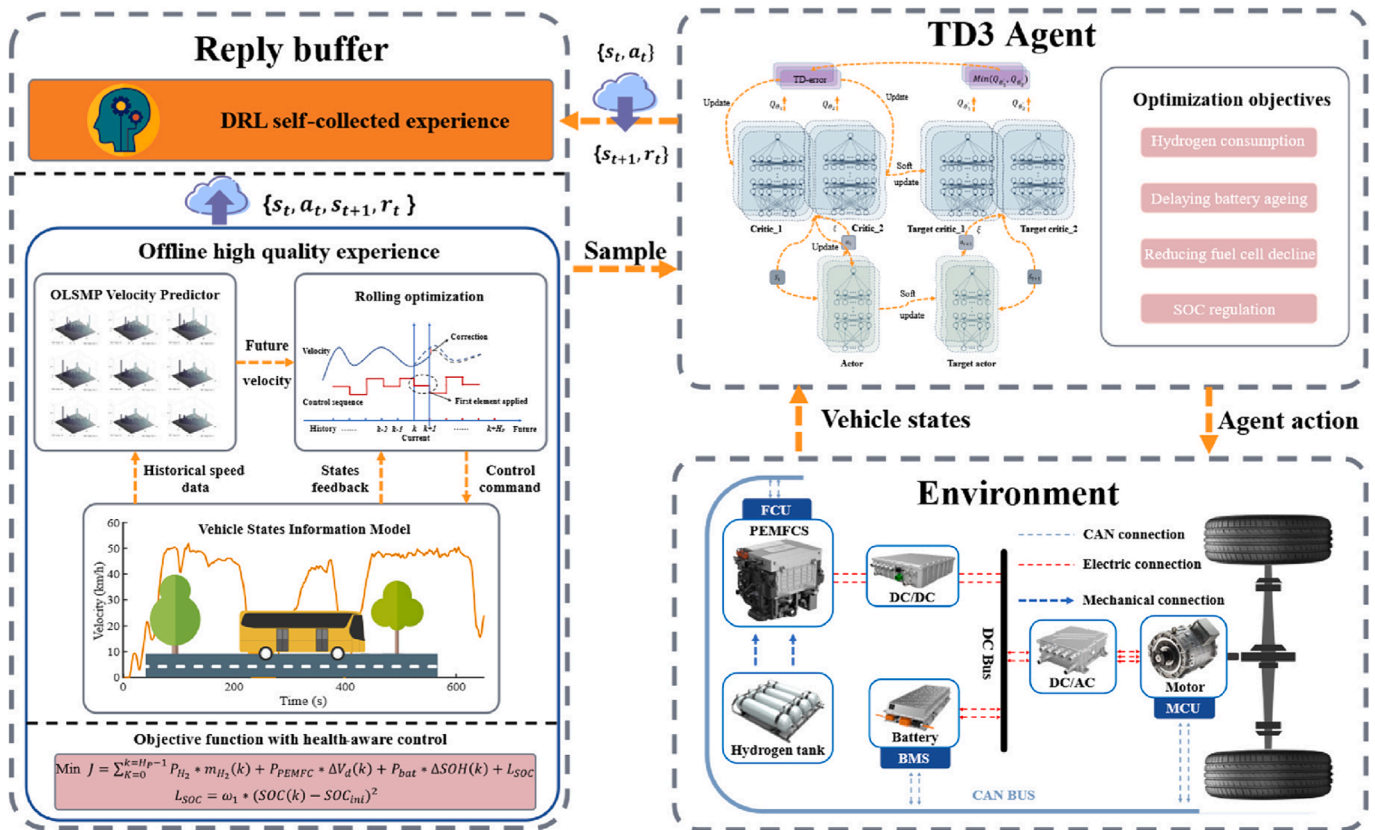 Reply buffer
DRL self-collected experience
{s_t, a_t}
{s_{t+1}, r_t}
{s_t, a_t, s_{t+1}, r_t }
Offline high quality experience
OLSMP Velocity Predictor
Future
velocity
Rolling optimization
Velocity
Correction
Control sequence
First element applied
History
......
k-2
k-1
k
k+1
......
k+H_P
Future
Current
Historical speed
data
States
feedback
Control
command
Vehicle States Information Model
Velocity (km/h)
60
50
40
30
20
10
0
0
200
400
600
Time (s)
Objective function with health-aware control
Min J = ∑_{K=0}^{k=H_P-1} P_{H_2} * m_{H_2}(k) + P_{PEMFC} * ΔV_d(k) + P_{bat} * ΔSOH(k) + L_{SOC}
L_{SOC} = ω_1 * (SOC(k) − SOC_{ini})^2
Sample
TD3 Agent
TD-error
Update
Update
Soft
update
Critic_1
Critic_2
Target critic_1
Target critic_2
Update
ξ
ξ
Soft
update
Actor
Target actor
Optimization objectives
Hydrogen consumption
Delaying battery ageing
Reducing fuel cell decline
SOC regulation
Vehicle states
Agent action
Environment
FCU
PEMFCS
DC/DC
Hydrogen tank
Battery
BMS
DC Bus
DC/AC
Motor
MCU
CAN connection
Electric connection
Mechanical connection
CAN BUS